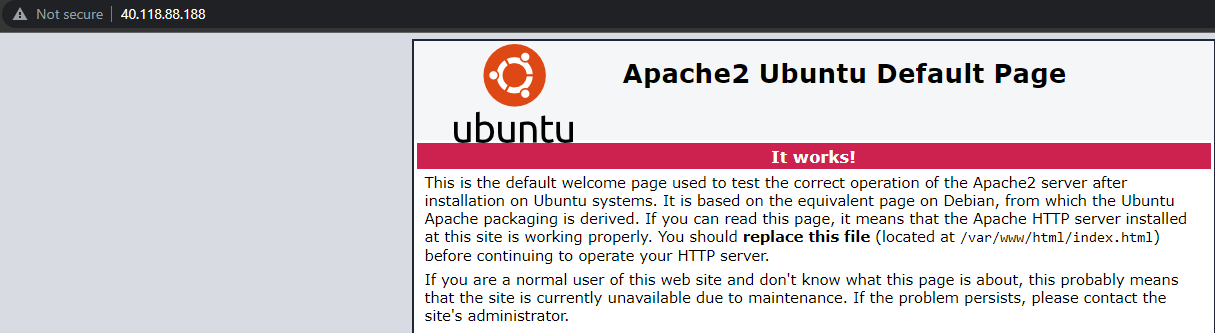 Not secure | 40.118.88.188
Apache2 Ubuntu Default Page
ubuntu
It works!
This is the default welcome page used to test the correct operation of the Apache2 server after
installation on Ubuntu systems. It is based on the equivalent page on Debian, from which the Ubuntu
Apache packaging is derived. If you can read this page, it means that the Apache HTTP server installed
at this site is working properly. You should replace this file (located at /var/www/html/index.html)
before continuing to operate your HTTP server.
If you are a normal user of this web site and don't know what this page is about, this probably means
that the site is currently unavailable due to maintenance. If the problem persists, please contact the
site's administrator.